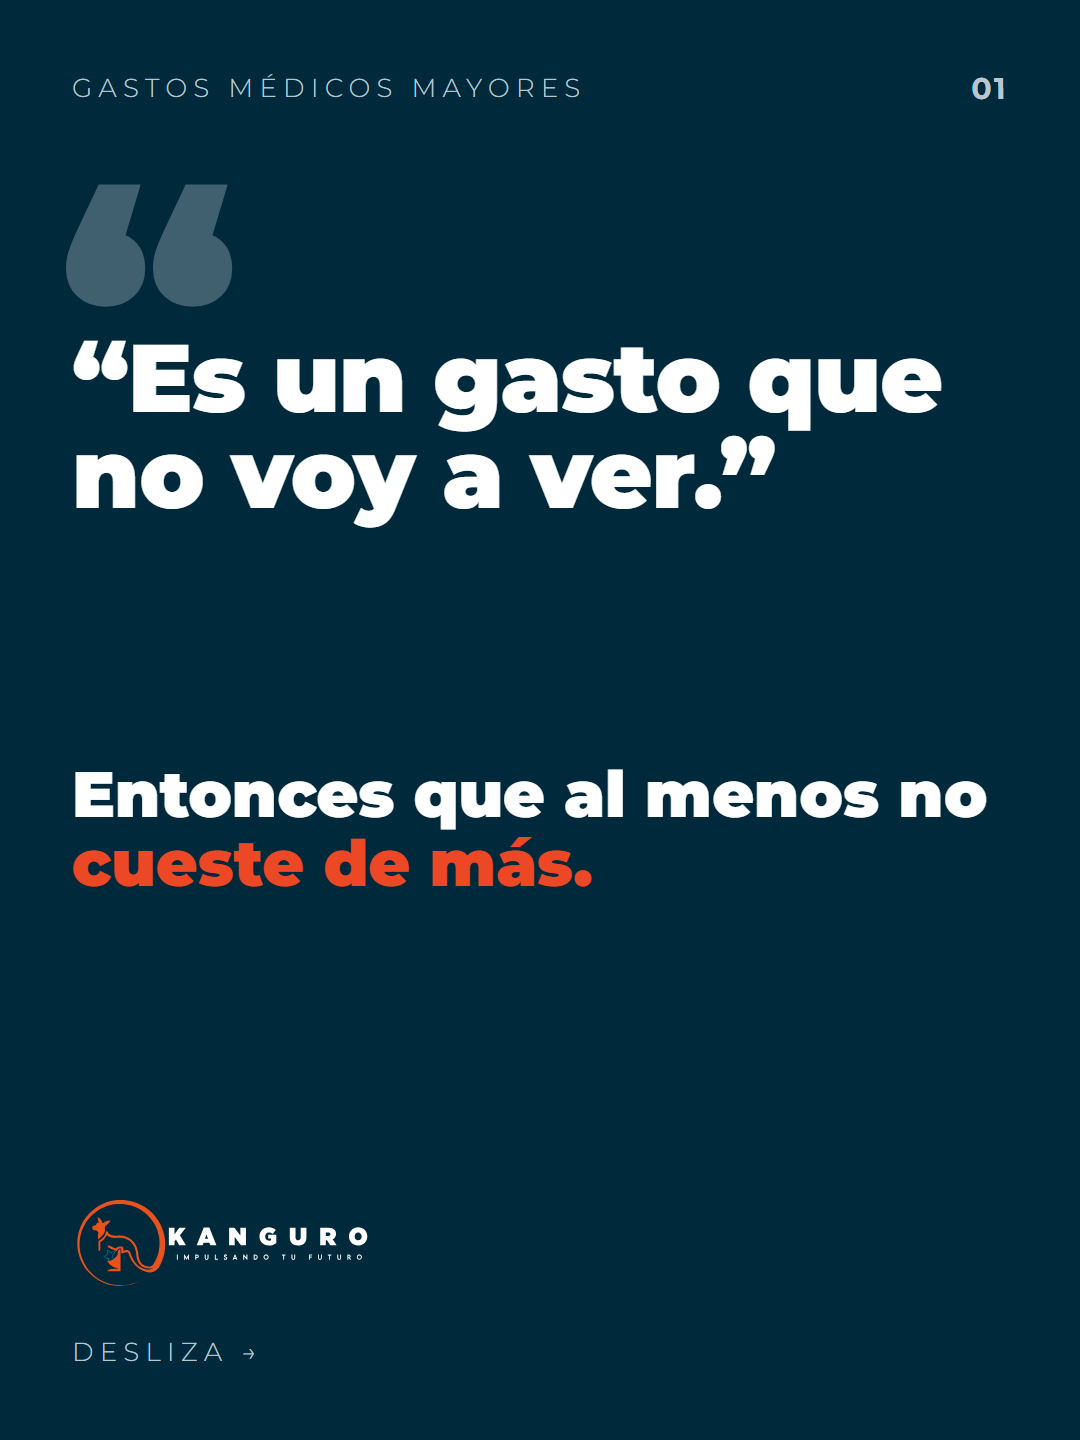 GASTOS MÉDICOS MAYORES
01
“
“Es un gasto que
no voy a ver.”
Entonces que al menos no
cueste de más.
KANGURO
IMPULSANDO TU FUTURO
DESLIZA →